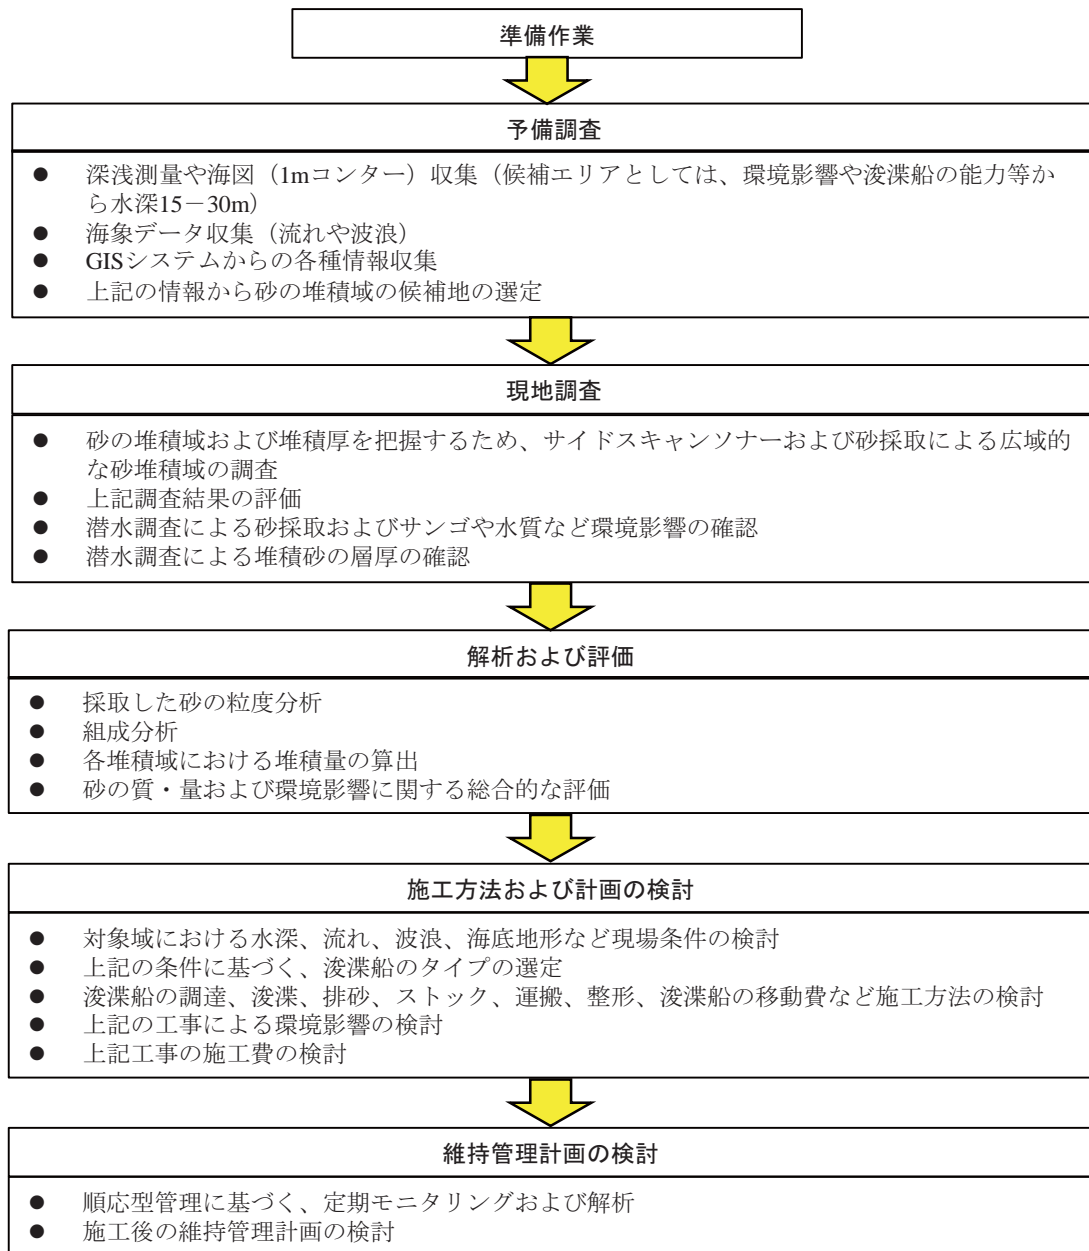 準備作業
予備調査
● 深浅測量や海図（1mコンター）収集（候補エリアとしては、環境影響や浚渫船の能力等か
ら水深15－30m）
● 海象データ収集（流れや波浪）
● GISシステムからの各種情報収集
● 上記の情報から砂の堆積域の候補地の選定
現地調査
● 砂の堆積域および堆積厚を把握するため、サイドスキャンソナーおよび砂採取による広域的
な砂堆積域の調査
● 上記調査結果の評価
● 潜水調査による砂採取およびサンゴや水質など環境影響の確認
● 潜水調査による堆積砂の層厚の確認
解析および評価
● 採取した砂の粒度分析
● 組成分析
● 各堆積域における堆積量の算出
● 砂の質・量および環境影響に関する総合的な評価
施工方法および計画の検討
● 対象域における水深、流れ、波浪、海底地形など現場条件の検討
● 上記の条件に基づく、浚渫船のタイプの選定
● 浚渫船の調達、浚渫、排砂、ストック、運搬、整形、浚渫船の移動費など施工方法の検討
● 上記の工事による環境影響の検討
● 上記工事の施工費の検討
維持管理計画の検討
● 順応型管理に基づく、定期モニタリングおよび解析
● 施工後の維持管理計画の検討